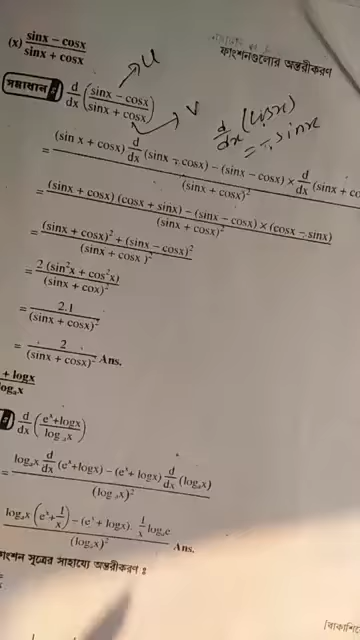 (x) sinx − cosx / sinx + cosx
ফাংশনগুলোর অন্তরীকরণ
u
সমাধান d/dx (sinx − cosx / sinx + cosx)
v
d/dx (cosx)
= − sinx
= (sin x + cosx) d/dx (sinx − cosx) − (sinx − cosx) × d/dx (sinx + co / (sinx + cosx)²
= (sinx + cosx) (cosx + sinx) − (sinx − cosx) × (cosx − sinx) / (sinx + cosx)²
= (sinx + cosx)² + (sinx − cosx)² / (sinx + cosx )²
= 2 (sin²x + cos²x) / (sinx + cox)²
= 2.1 / (sinx + cosx)²
= 2 / (sinx + cosx)² Ans.
+ logx / logₐx
d/dx (eˣ+logx / logₐx)
= logₐx d/dx (eˣ+logx) − (eˣ+ logx) d/dx (logₐx) / (logₐx)²
logₐx (eˣ+ 1/x) − (eˣ + logx). 1/x logₐe / (logₐx)² Ans.
সূত্রের সাহায্যে অন্তরীকরণ :